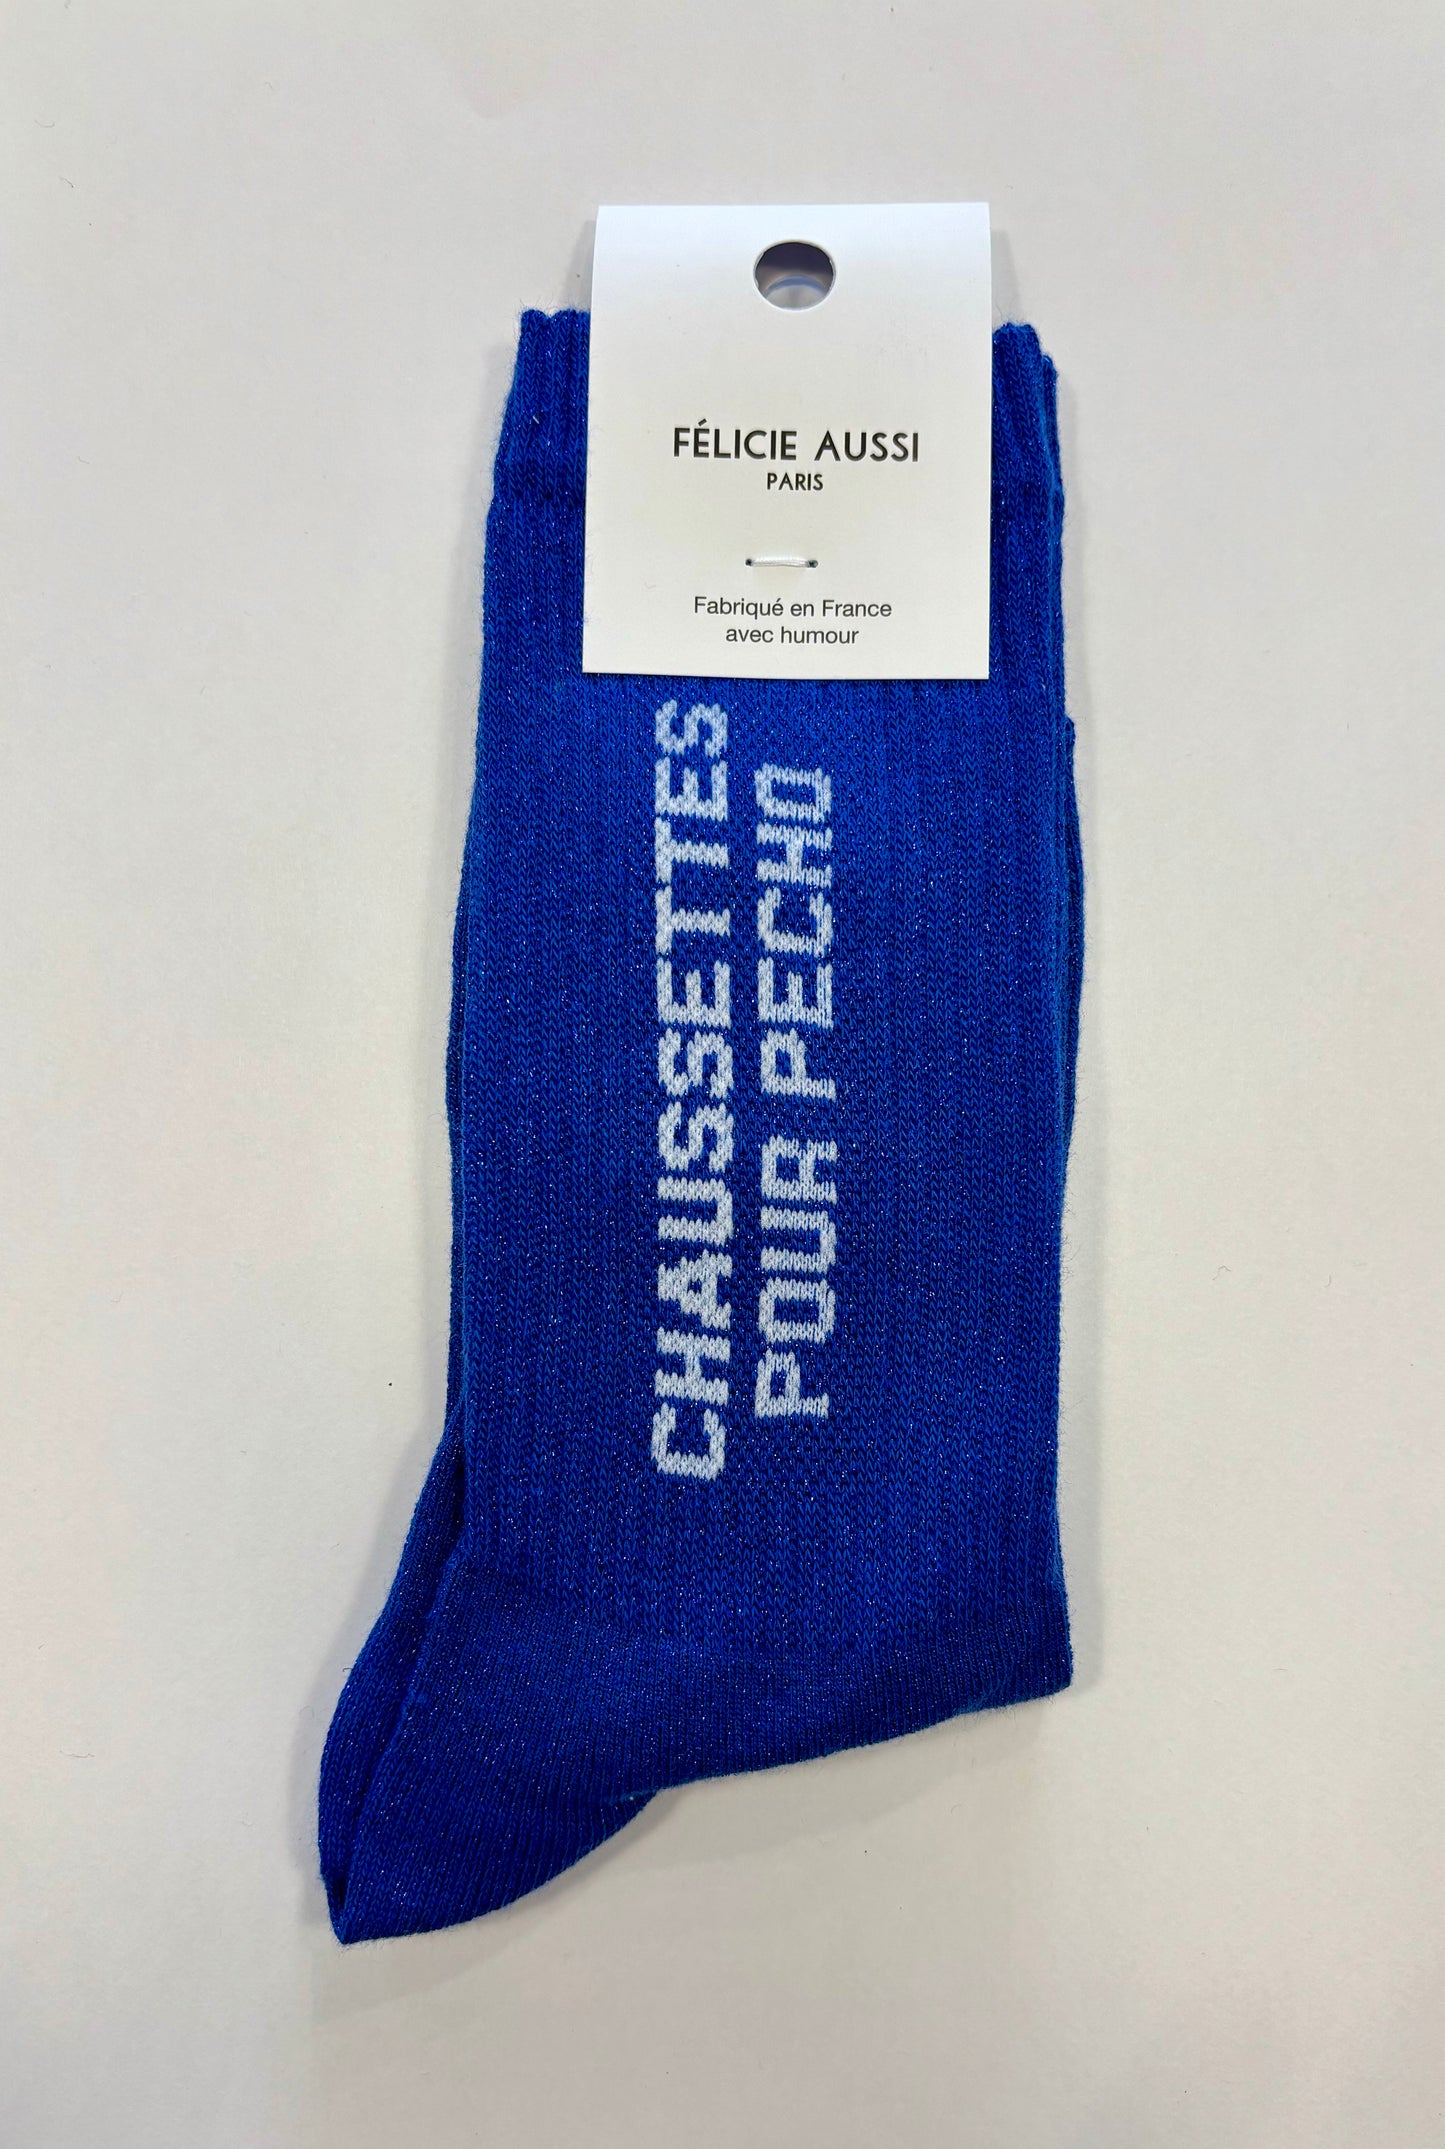 FÉLICIE AUSSI
PARIS
Fabriqué en France
avec humour
CHAUSSETTES
POUR PECHO